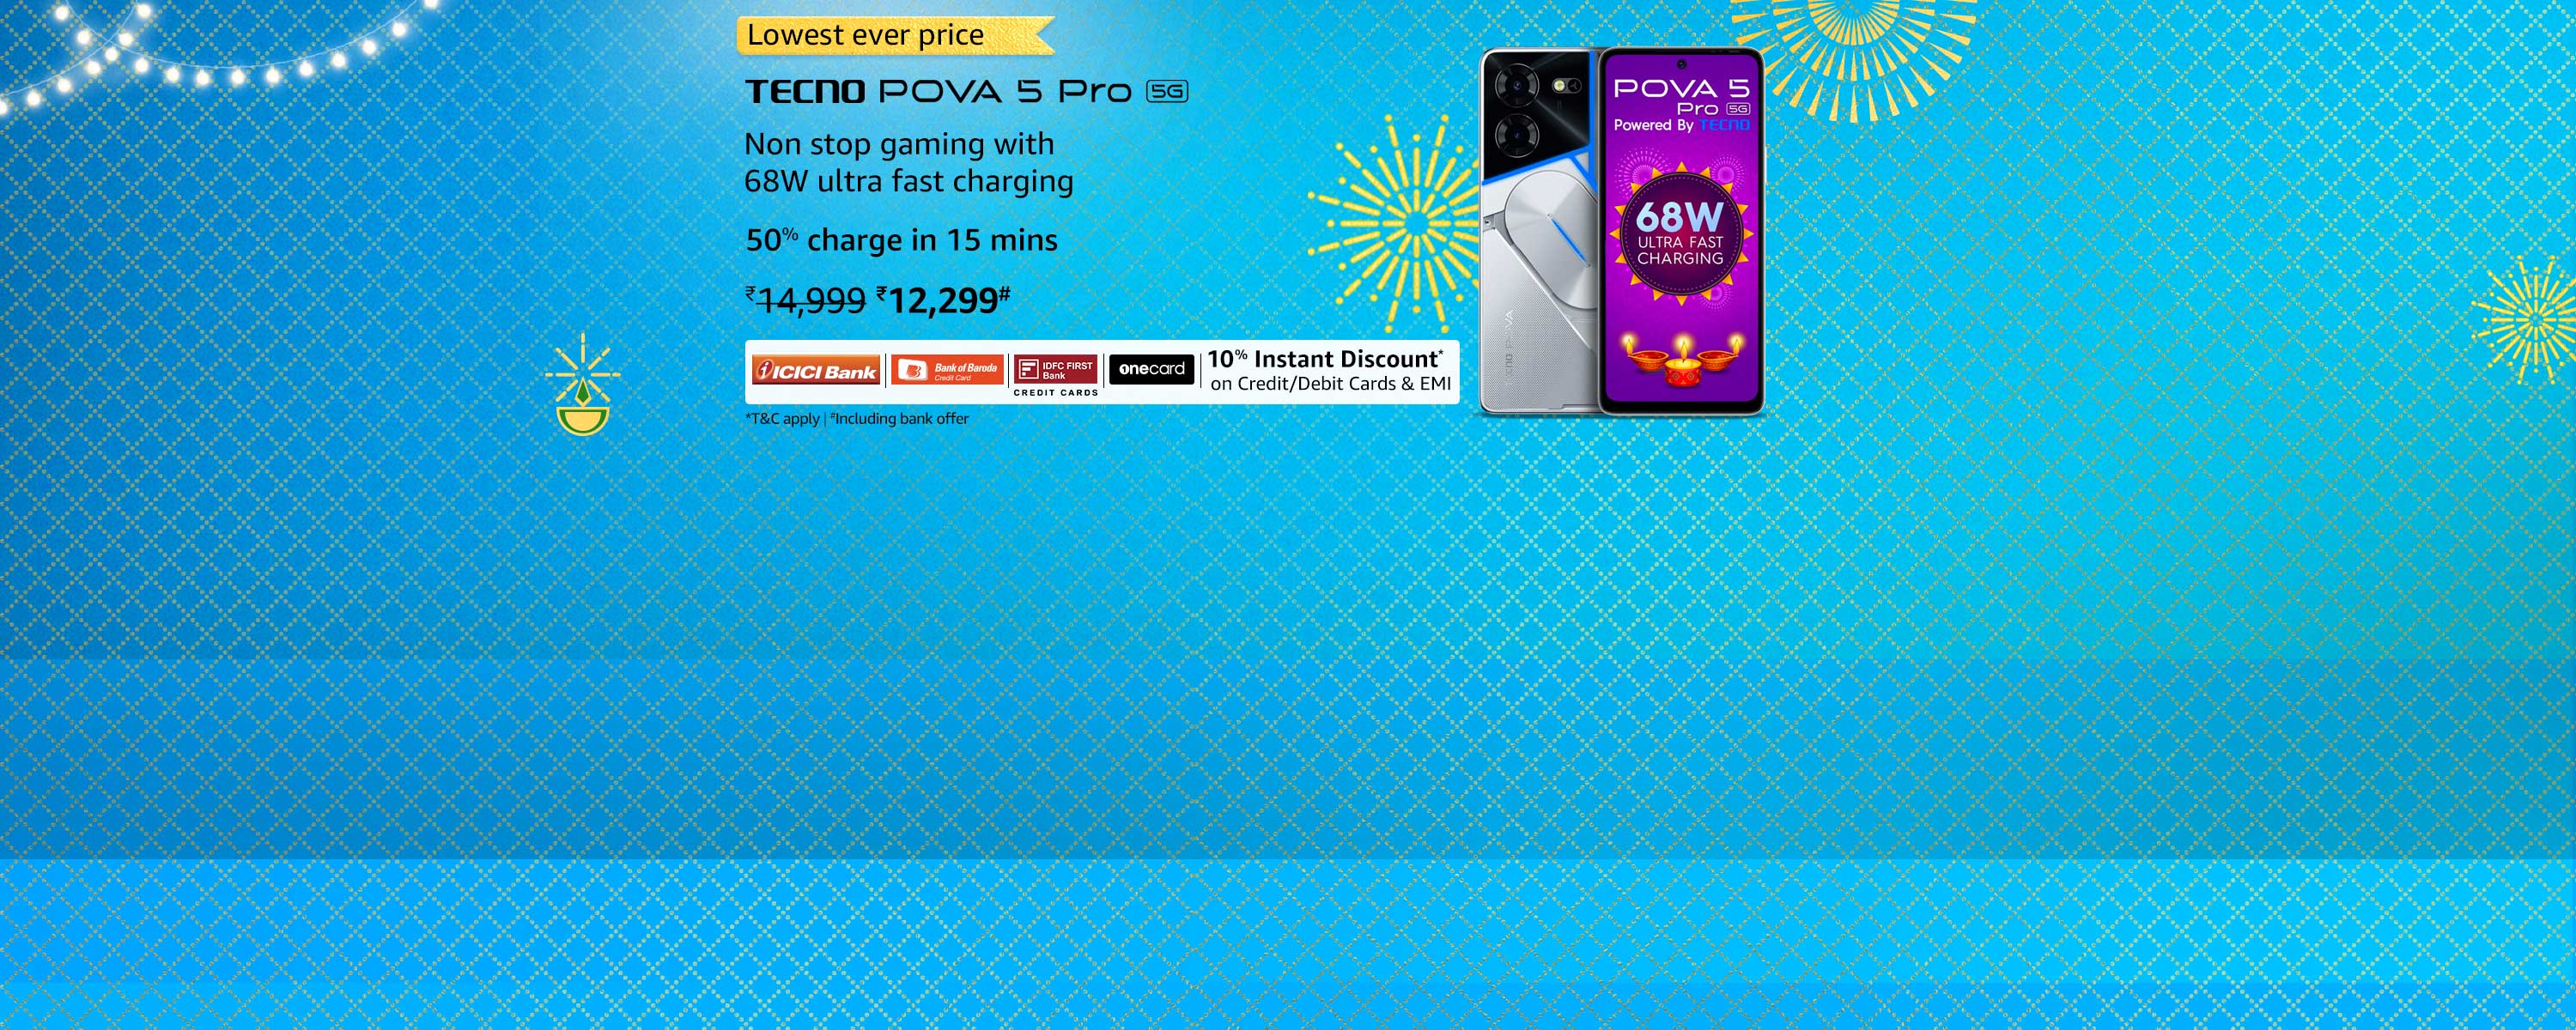 Lowest ever price
TECNO POVA 5 Pro 5G
Non stop gaming with
68W ultra fast charging
50% charge in 15 mins
₹14,999 ₹12,299#
ICICI Bank
Bank of Baroda
Credit Card
IDFC FIRST
Bank
CREDIT CARDS
onecard
10% Instant Discount*
on Credit/Debit Cards & EMI
*T&C apply | #Including bank offer
TECNO POVA
POVA 5
Pro 5G
Powered By TECNO
68W
ULTRA FAST
CHARGING